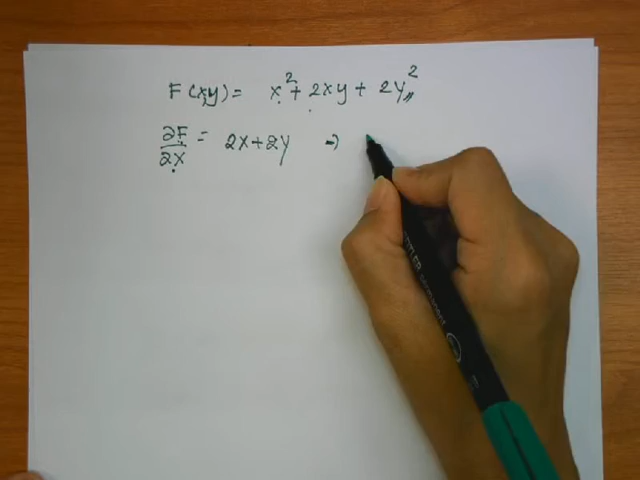 F(x,y) = x² + 2xy + 2y²
∂F/∂x = 2x + 2y ⇒